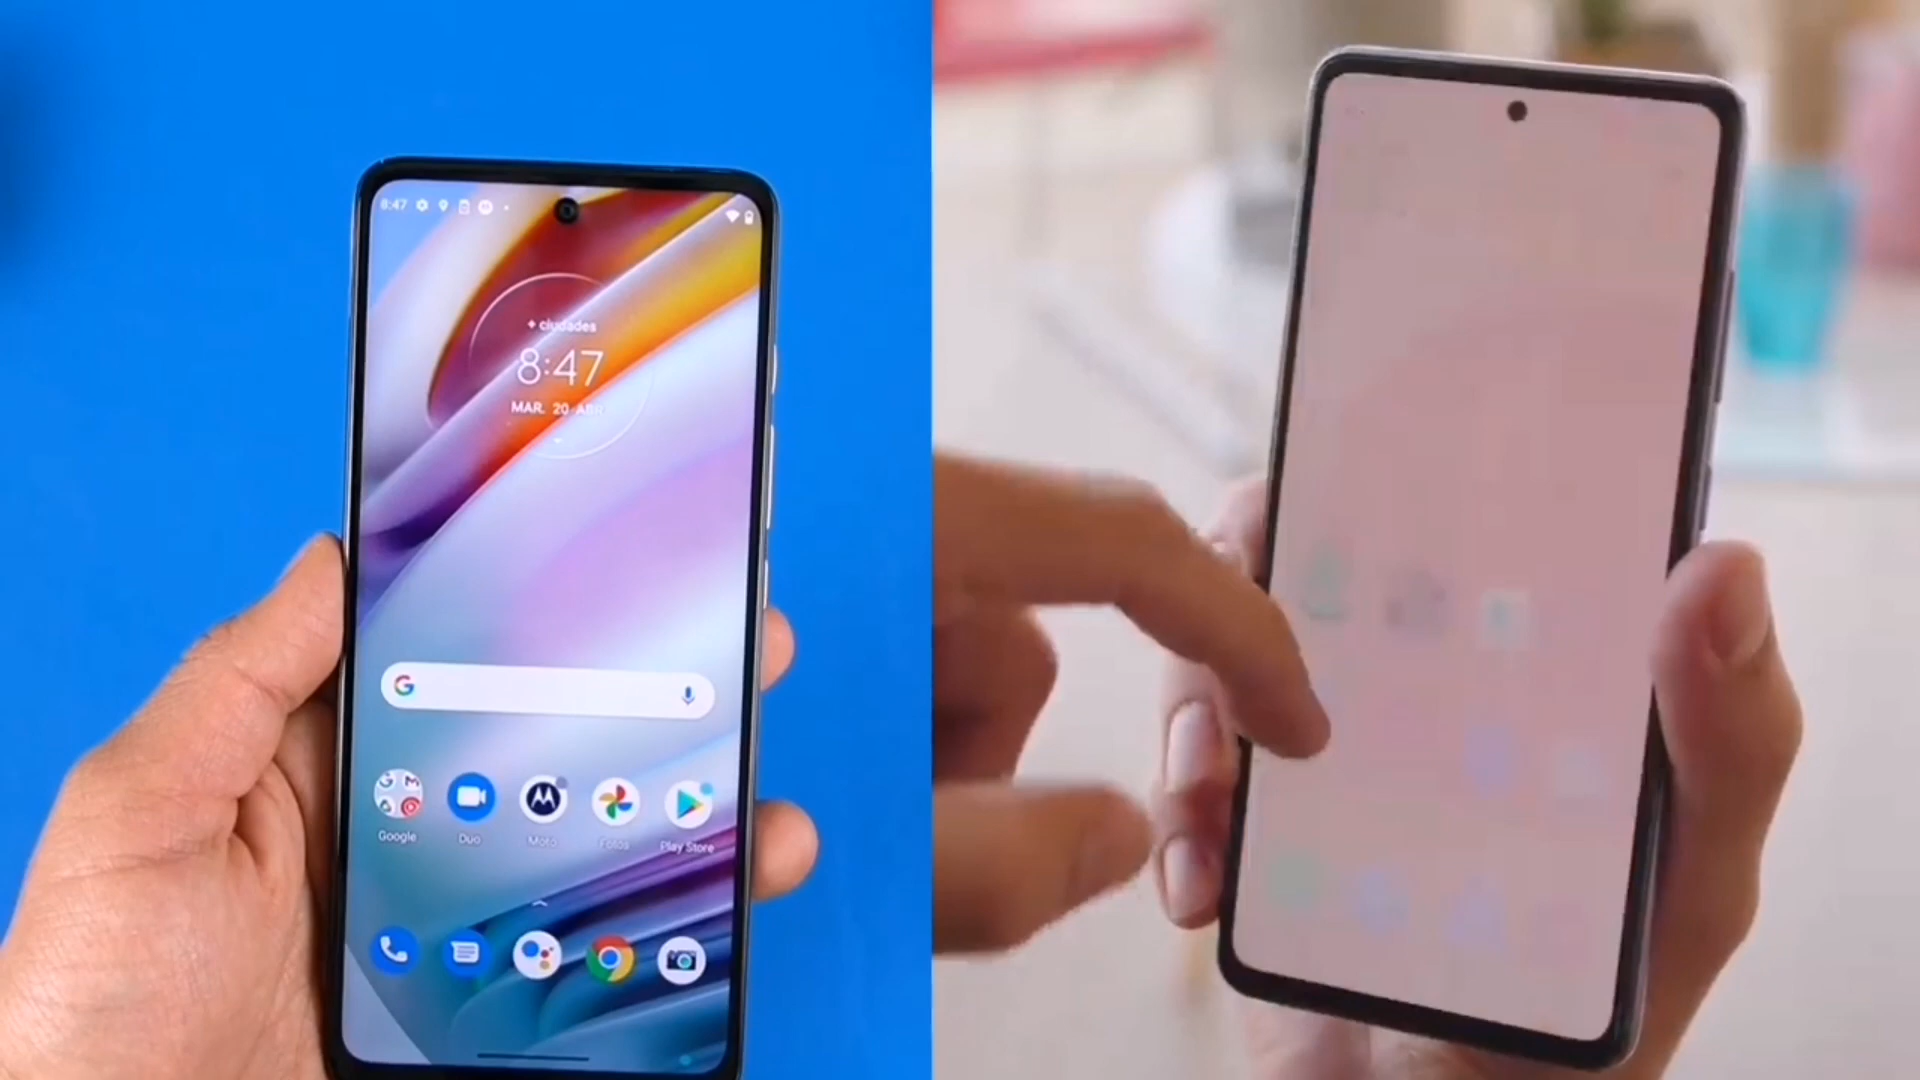 8:47
+ ciudades
8:47
MAR. 20 ABR
Google
Duo
Moto
Fotos
Play Store